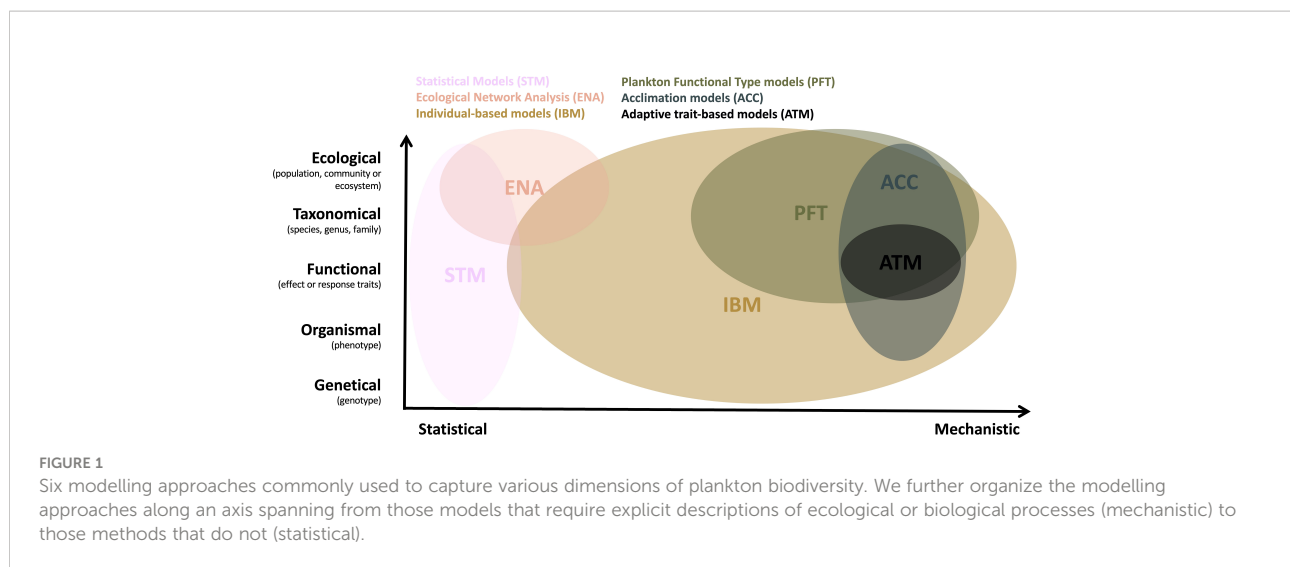 Statistical Models (STM)
Ecological Network Analysis (ENA)
Individual-based models (IBM)
Plankton Functional Type models (PFT)
Acclimation models (ACC)
Adaptive trait-based models (ATM)
Ecological
(population, community or
ecosystem)
Taxonomical
(species, genus, family)
Functional
(effect or response traits)
Organismal
(phenotype)
Genetical
(genotype)
STM
ENA
IBM
PFT
ACC
ATM
Statistical
Mechanistic
FIGURE 1
Six modelling approaches commonly used to capture various dimensions of plankton biodiversity. We further organize the modelling
approaches along an axis spanning from those models that require explicit descriptions of ecological or biological processes (mechanistic) to
those methods that do not (statistical).